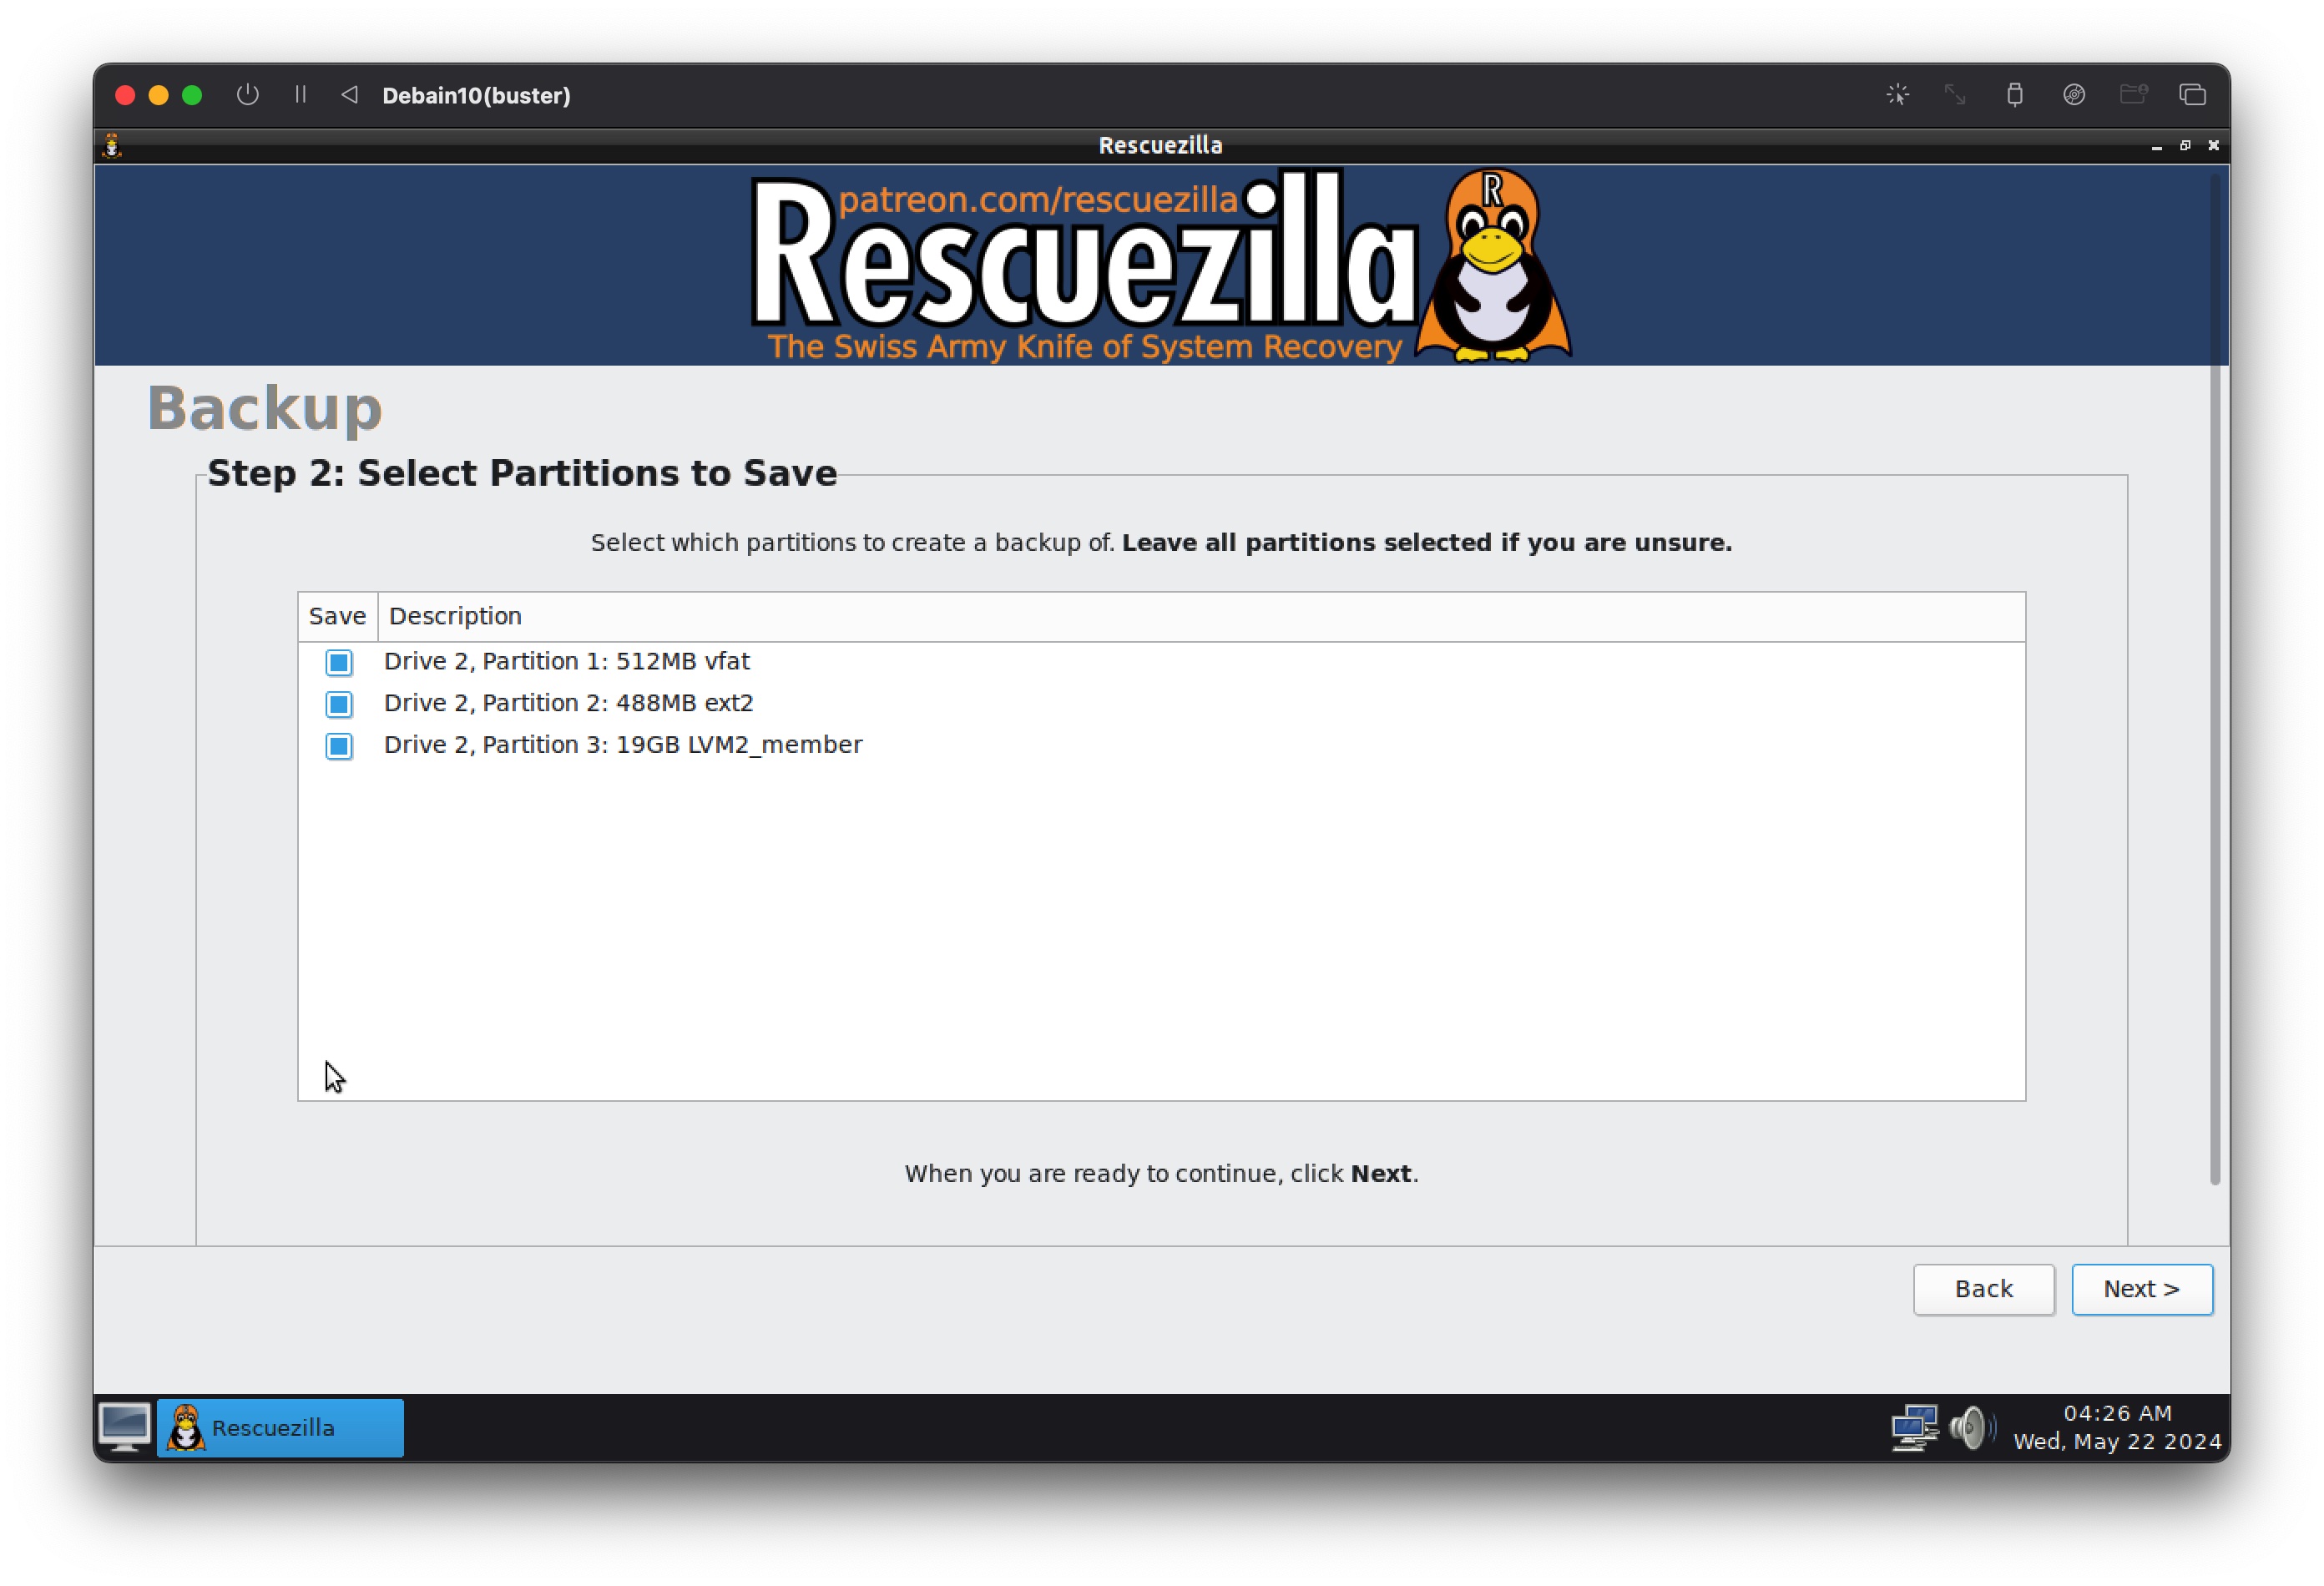 Debain10(buster)
Rescuezilla
patreon.com/rescuezilla
R
Rescuezilla
The Swiss Army Knife of System Recovery
Backup
Step 2: Select Partitions to Save
Select which partitions to create a backup of. Leave all partitions selected if you are unsure.
Save Description
Drive 2, Partition 1: 512MB vfat
Drive 2, Partition 2: 488MB ext2
Drive 2, Partition 3: 19GB LVM2_member
When you are ready to continue, click Next.
Back Next >
Rescuezilla
04:26 AM
Wed, May 22 2024